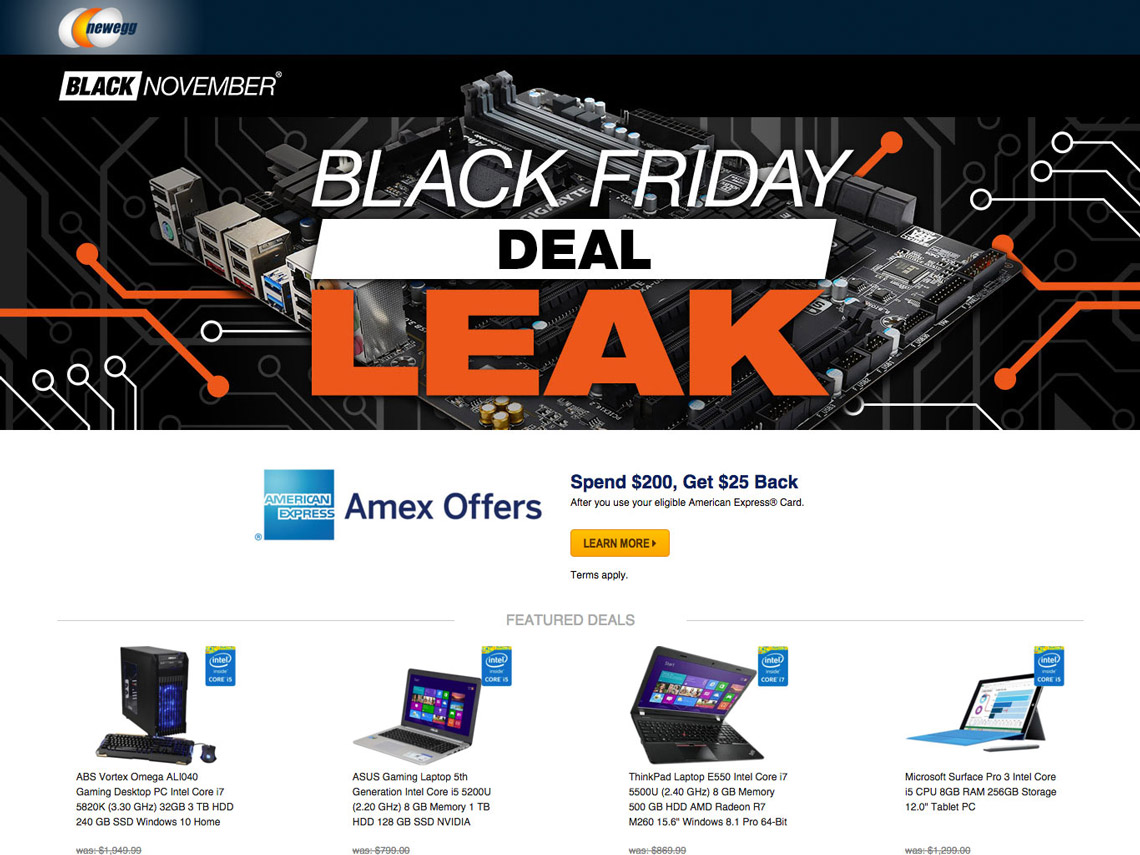 newegg
BLACK NOVEMBER®
BLACK FRIDAY
DEAL
LEAK
GIGABYTE
AMERICAN EXPRESS®
Amex Offers
Spend $200, Get $25 Back
After you use your eligible American Express® Card.
LEARN MORE
Terms apply.
FEATURED DEALS
intel inside CORE i5
intel inside CORE i5
intel inside CORE i7
intel inside CORE i5
ABS Vortex Omega ALI040
Gaming Desktop PC Intel Core i7
5820K (3.30 GHz) 32GB 3 TB HDD
240 GB SSD Windows 10 Home
was: $1,949.99
ASUS Gaming Laptop 5th
Generation Intel Core i5 5200U
(2.20 GHz) 8 GB Memory 1 TB
HDD 128 GB SSD NVIDIA
was: $799.00
ThinkPad Laptop E550 Intel Core i7
5500U (2.40 GHz) 8 GB Memory
500 GB HDD AMD Radeon R7
M260 15.6" Windows 8.1 Pro 64-Bit
was: $869.99
Microsoft Surface Pro 3 Intel Core
i5 CPU 8GB RAM 256GB Storage
12.0" Tablet PC
was: $1,299.00